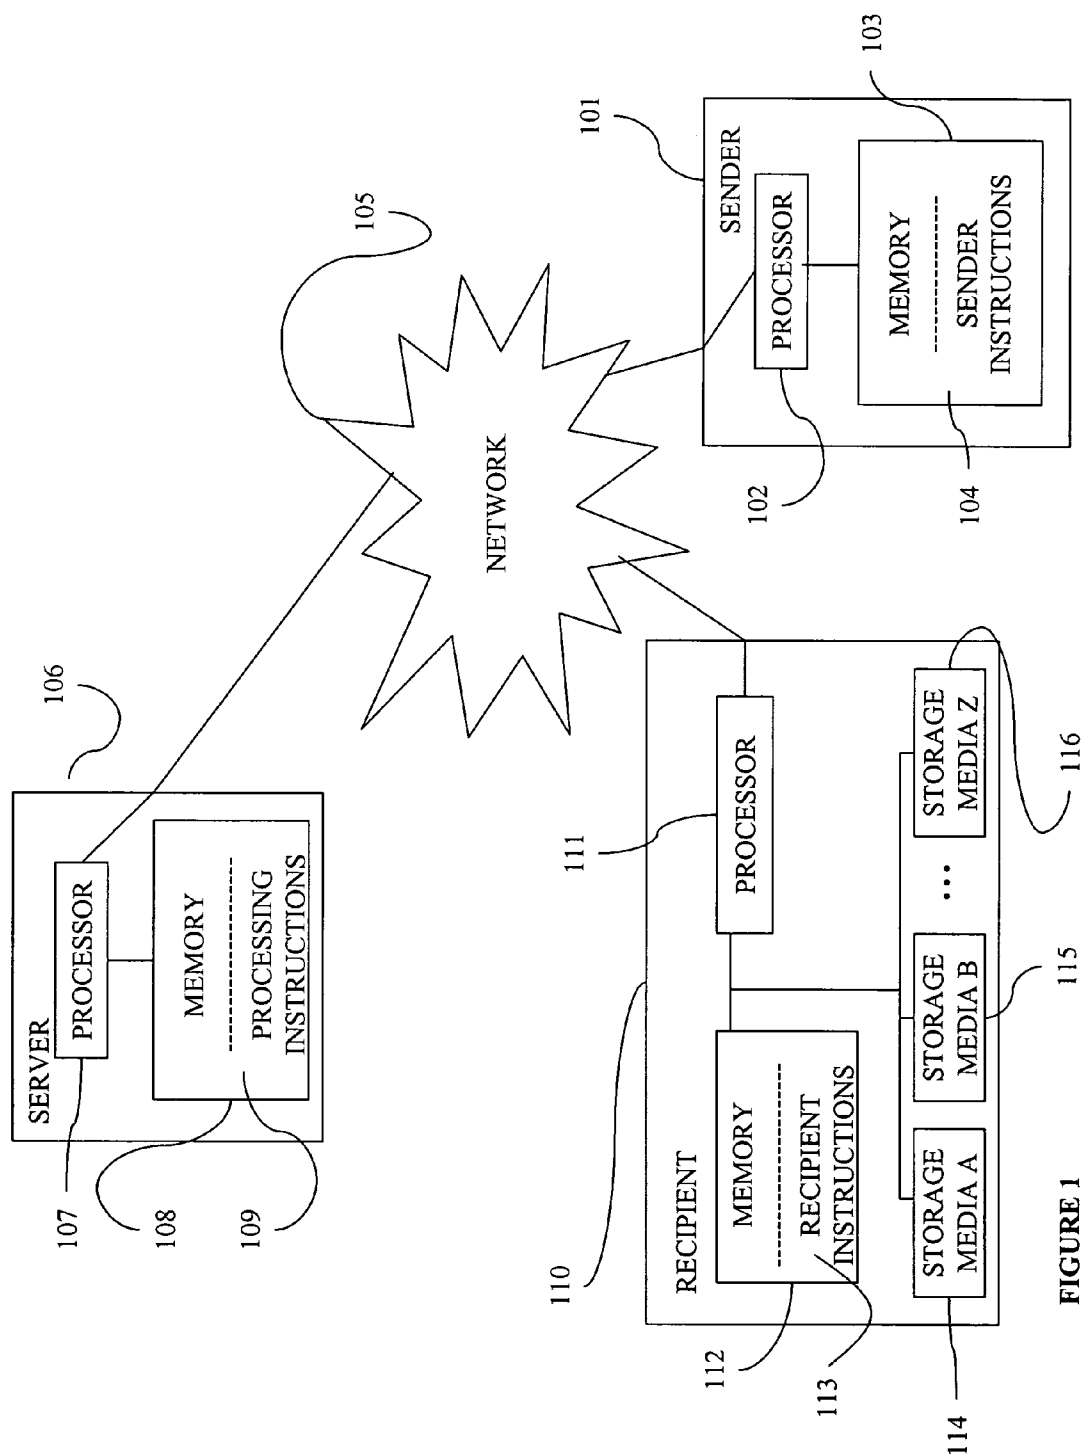 106
SERVER
107
PROCESSOR
108
MEMORY
109
PROCESSING
INSTRUCTIONS
105
NETWORK
101
SENDER
102
PROCESSOR
103
MEMORY
104
SENDER
INSTRUCTIONS
110
RECIPIENT
111
PROCESSOR
112
MEMORY
113
RECIPIENT
INSTRUCTIONS
114
STORAGE
MEDIA A
115
STORAGE
MEDIA B
...
116
STORAGE
MEDIA Z
FIGURE 1